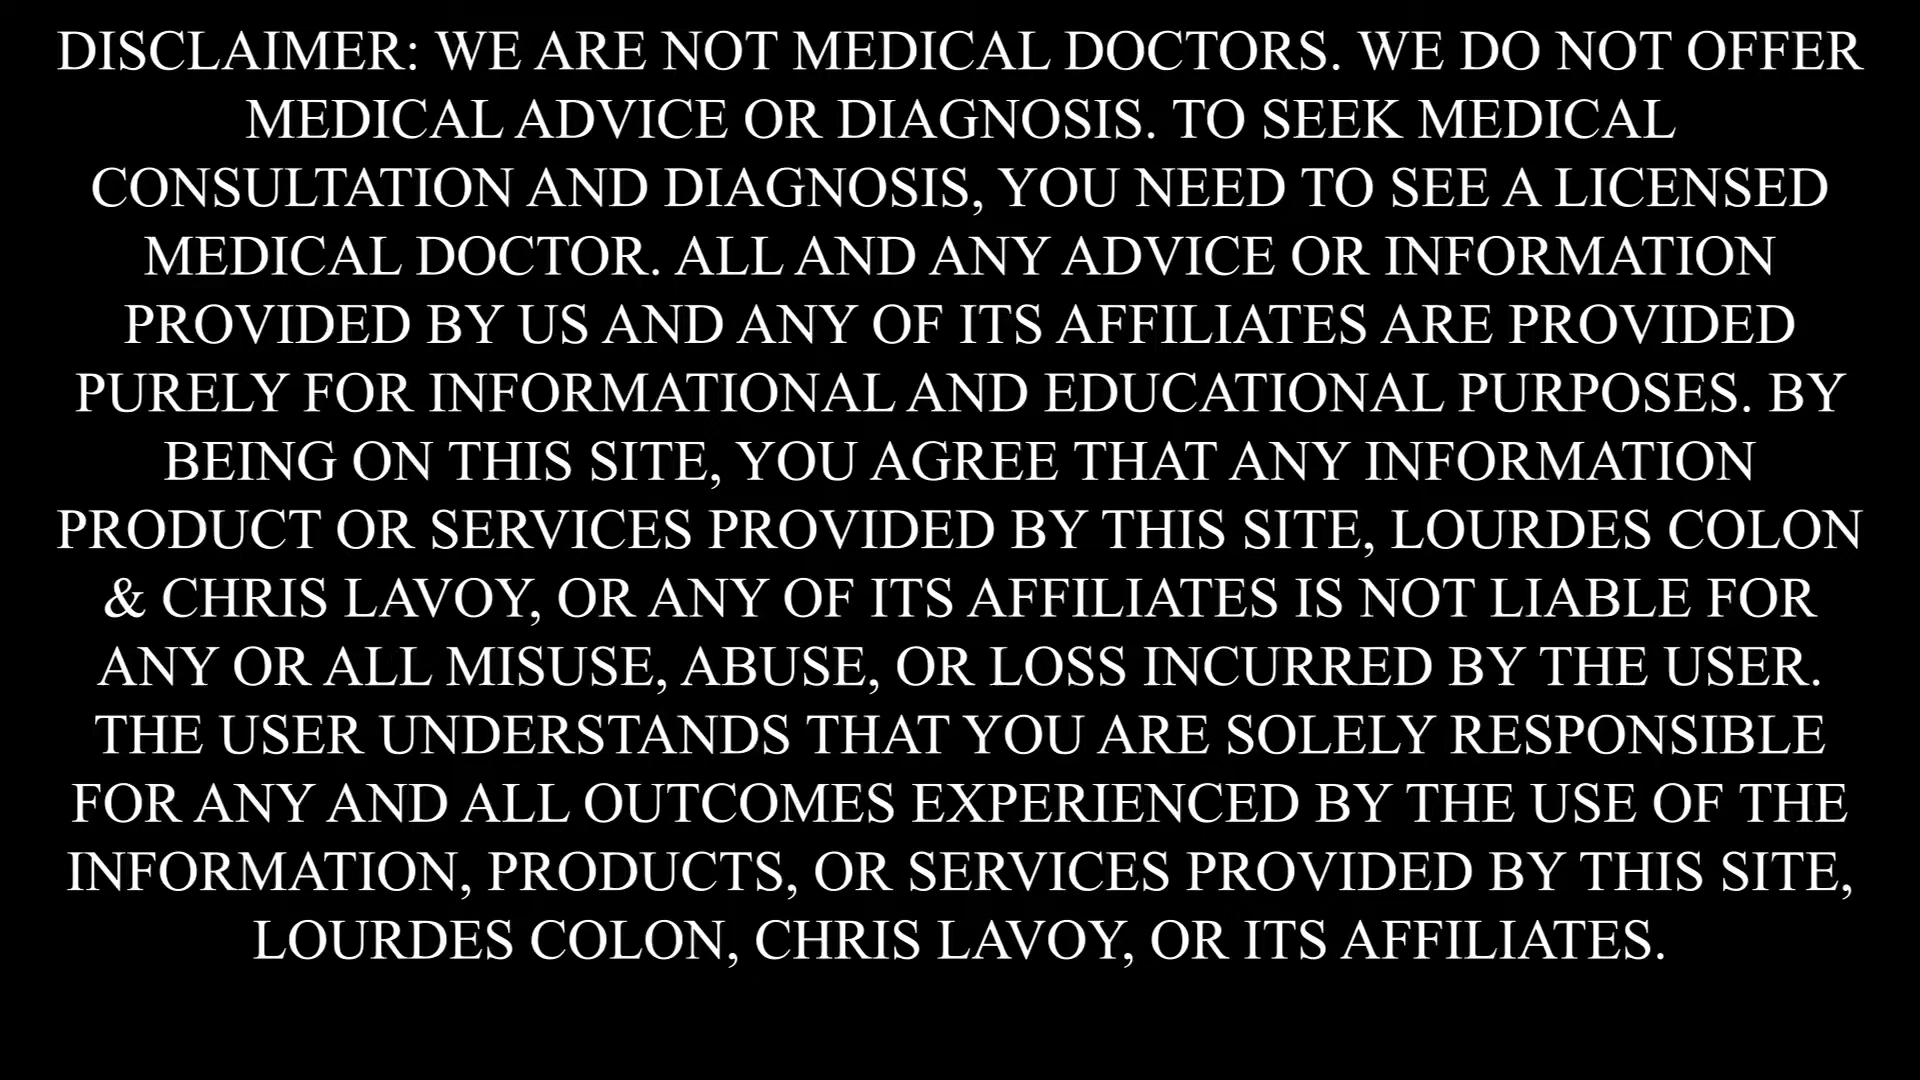 DISCLAIMER: WE ARE NOT MEDICAL DOCTORS. WE DO NOT OFFER
MEDICAL ADVICE OR DIAGNOSIS. TO SEEK MEDICAL
CONSULTATION AND DIAGNOSIS, YOU NEED TO SEE A LICENSED
MEDICAL DOCTOR. ALL AND ANY ADVICE OR INFORMATION
PROVIDED BY US AND ANY OF ITS AFFILIATES ARE PROVIDED
PURELY FOR INFORMATIONAL AND EDUCATIONAL PURPOSES. BY
BEING ON THIS SITE, YOU AGREE THAT ANY INFORMATION
PRODUCT OR SERVICES PROVIDED BY THIS SITE, LOURDES COLON
& CHRIS LAVOY, OR ANY OF ITS AFFILIATES IS NOT LIABLE FOR
ANY OR ALL MISUSE, ABUSE, OR LOSS INCURRED BY THE USER.
THE USER UNDERSTANDS THAT YOU ARE SOLELY RESPONSIBLE
FOR ANY AND ALL OUTCOMES EXPERIENCED BY THE USE OF THE
INFORMATION, PRODUCTS, OR SERVICES PROVIDED BY THIS SITE,
LOURDES COLON, CHRIS LAVOY, OR ITS AFFILIATES.